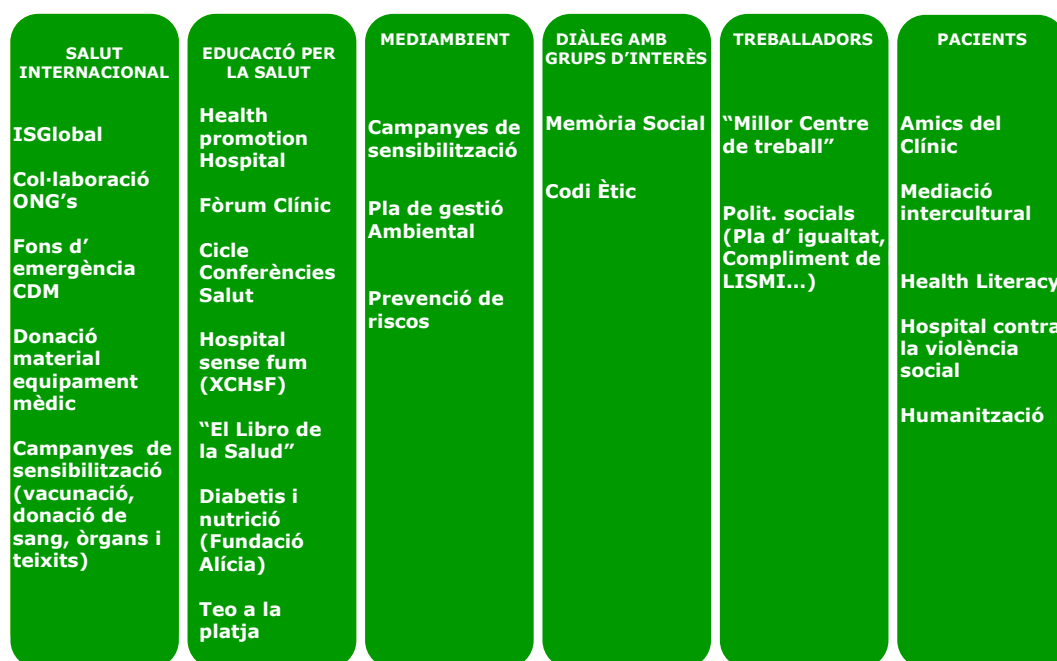 SALUT
INTERNACIONAL
ISGlobal
Col·laboració
ONG’s
Fons d’
emergència
CDM
Donació
material
equipament
mèdic
Campanyes de
sensibilització
(vacunació,
donació de
sang, òrgans i
teixits)
EDUCACIÓ PER
LA SALUT
Health
promotion
Hospital
Fòrum Clínic
Cicle
Conferències
Salut
Hospital
sense fum
(XCHsF)
“El Libro de
la Salud”
Diabetis i
nutrició
(Fundació
Alícia)
Teo a la
platja
MEDIAMBIENT
Campanyes de
sensibilització
Pla de gestió
Ambiental
Prevenció de
riscos
DIÀLEG AMB
GRUPS D’INTERÈS
Memòria Social
Codi Ètic
TREBALLADORS
“Millor Centre
de treball”
Polit. socials
(Pla d’ igualtat,
Compliment de
LISMI...)
PACIENTS
Amics del
Clínic
Mediació
intercultural
Health Literacy
Hospital contra
la violència
social
Humanització